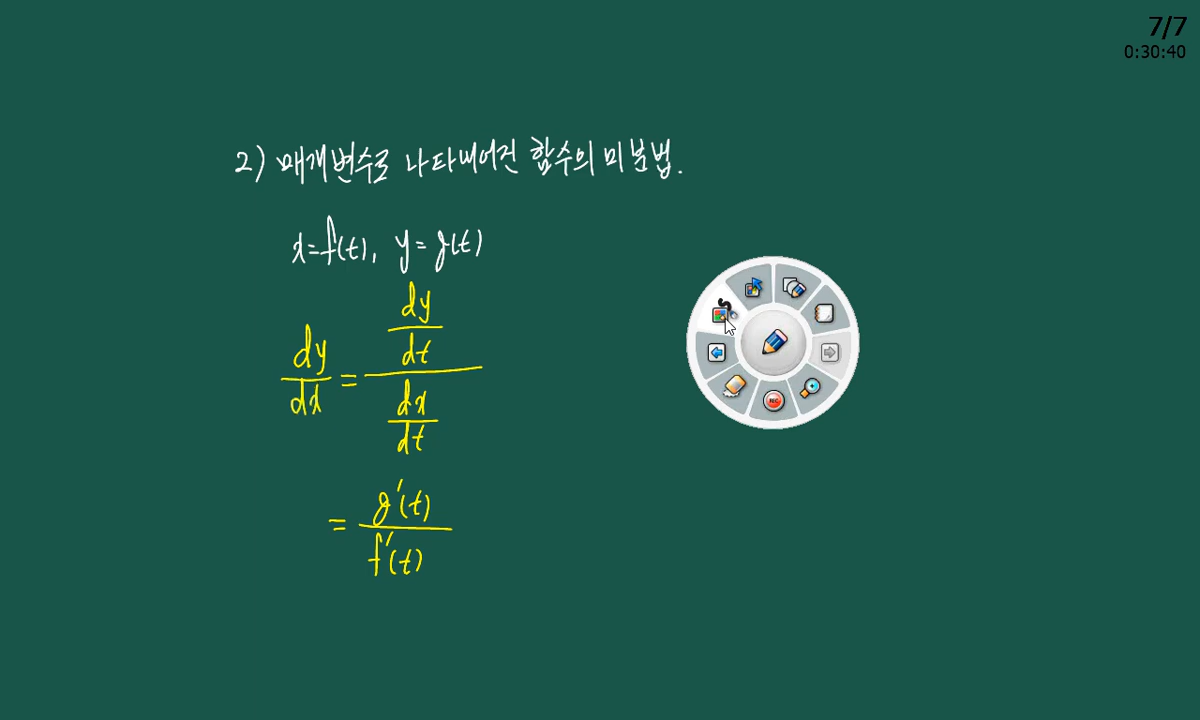 7/7
0:30:40
2) 매개변수로 나타내어진 함수의 미분법.
x=f(t), y=g(t)
dy/dx = (dy/dt)/(dx/dt)
= g'(t)/f'(t)
REC